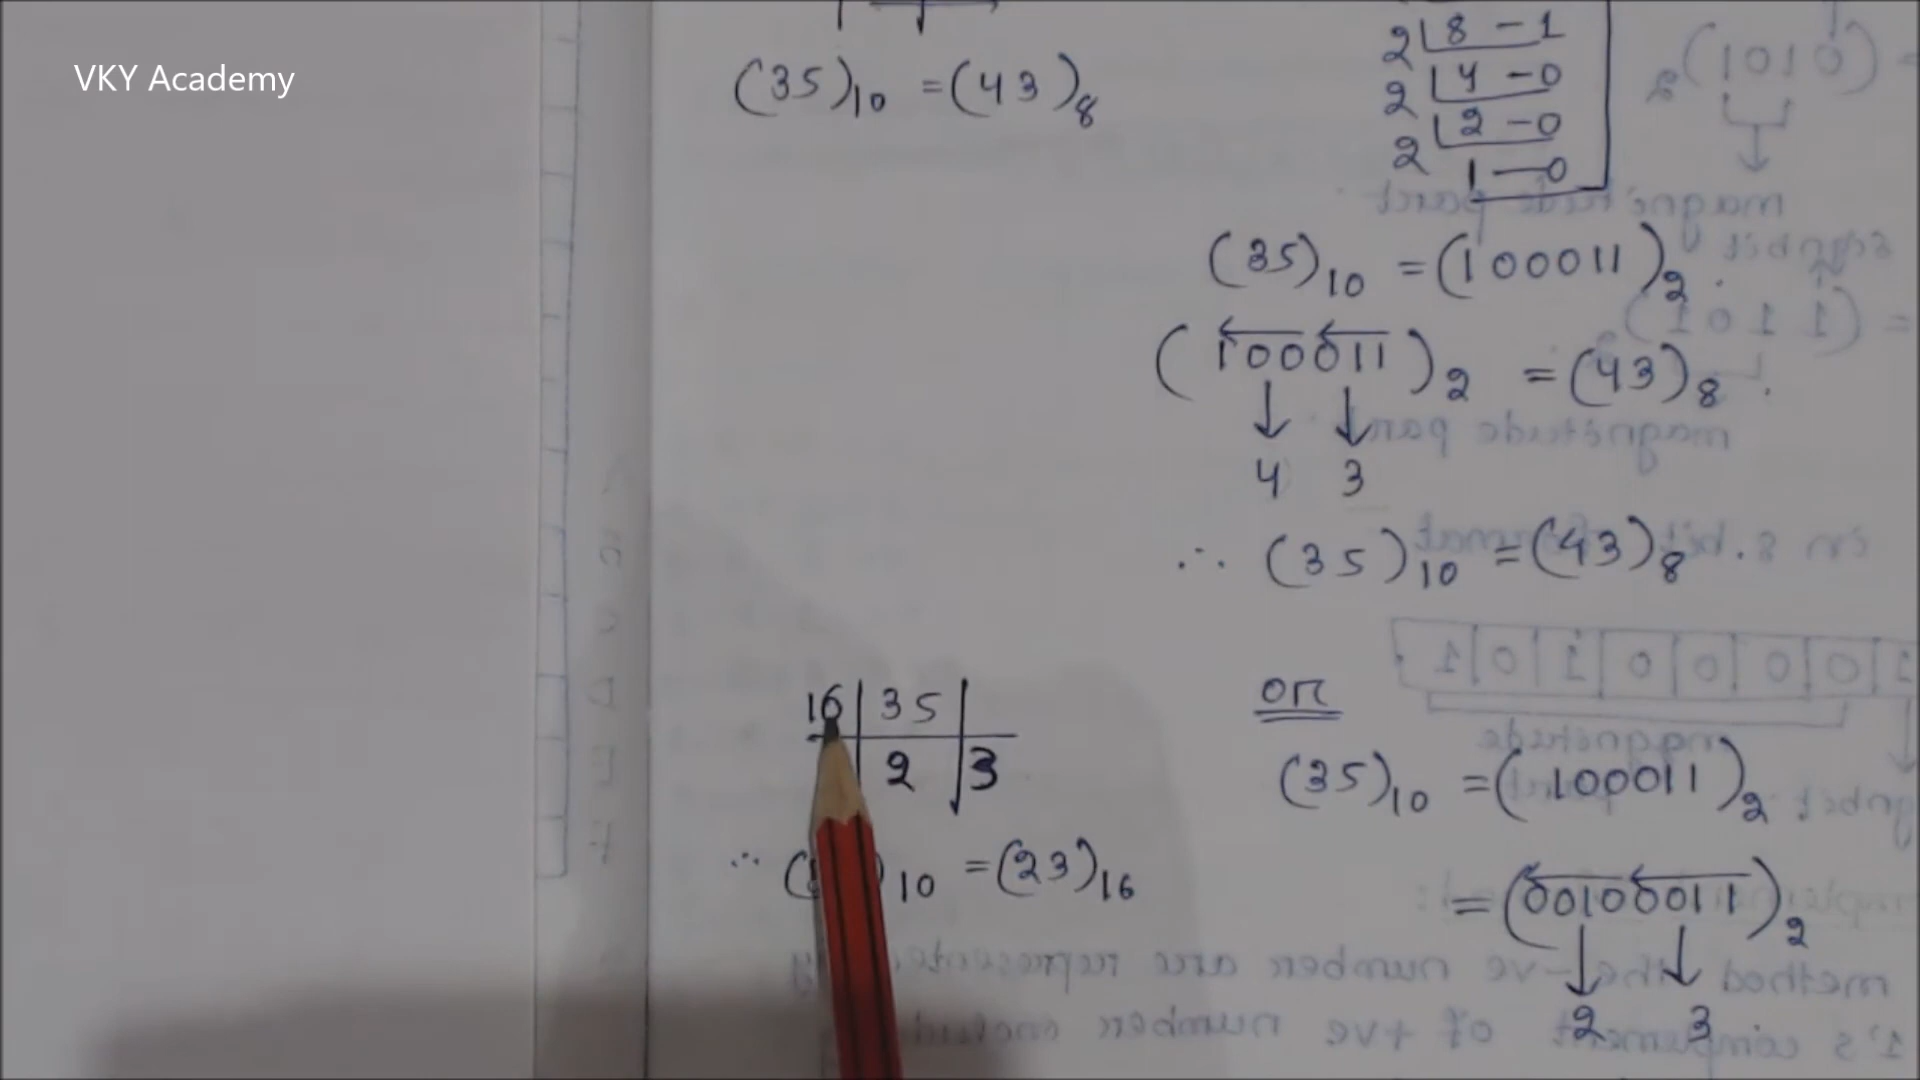 VKY Academy
(35)10 = (43)8
2 8 - 1
2 4 - 0
2 2 - 0
2 1 - 0
(35)10 = (100011)2
(100011)2 = (43)8
4 3
∴ (35)10 = (43)8
16 35
2 3
∴ ( )10 = (23)16
OR
(35)10 = (100011)2
= (00100011)2
2 3